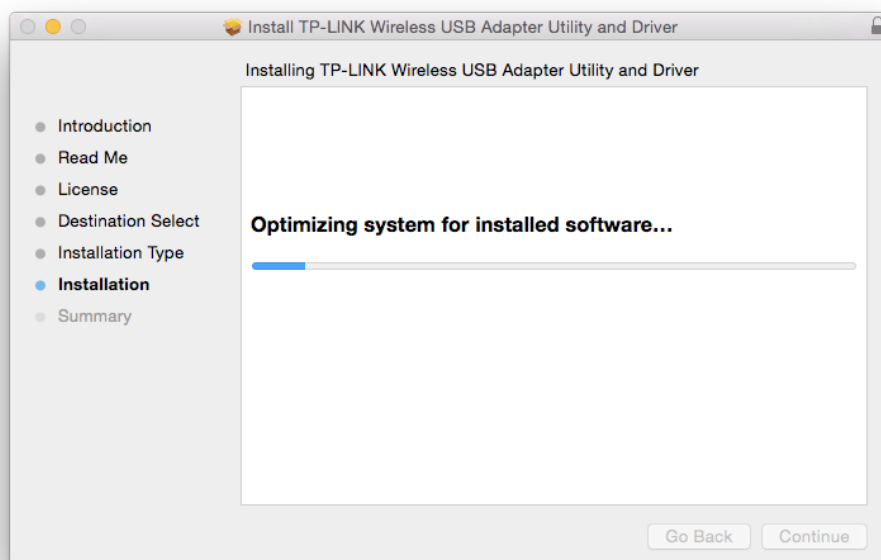 Install TP-LINK Wireless USB Adapter Utility and Driver
Installing TP-LINK Wireless USB Adapter Utility and Driver
Introduction
Read Me
License
Destination Select
Installation Type
Installation
Summary
Optimizing system for installed software...
Go Back
Continue